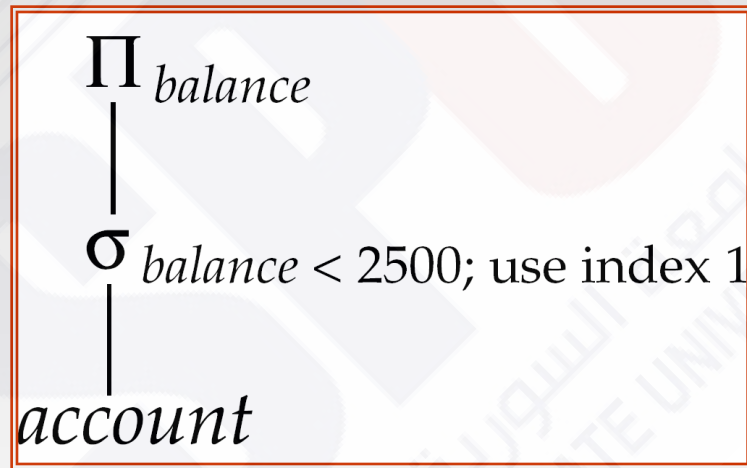 Π balance
σ balance < 2500; use index 1
account